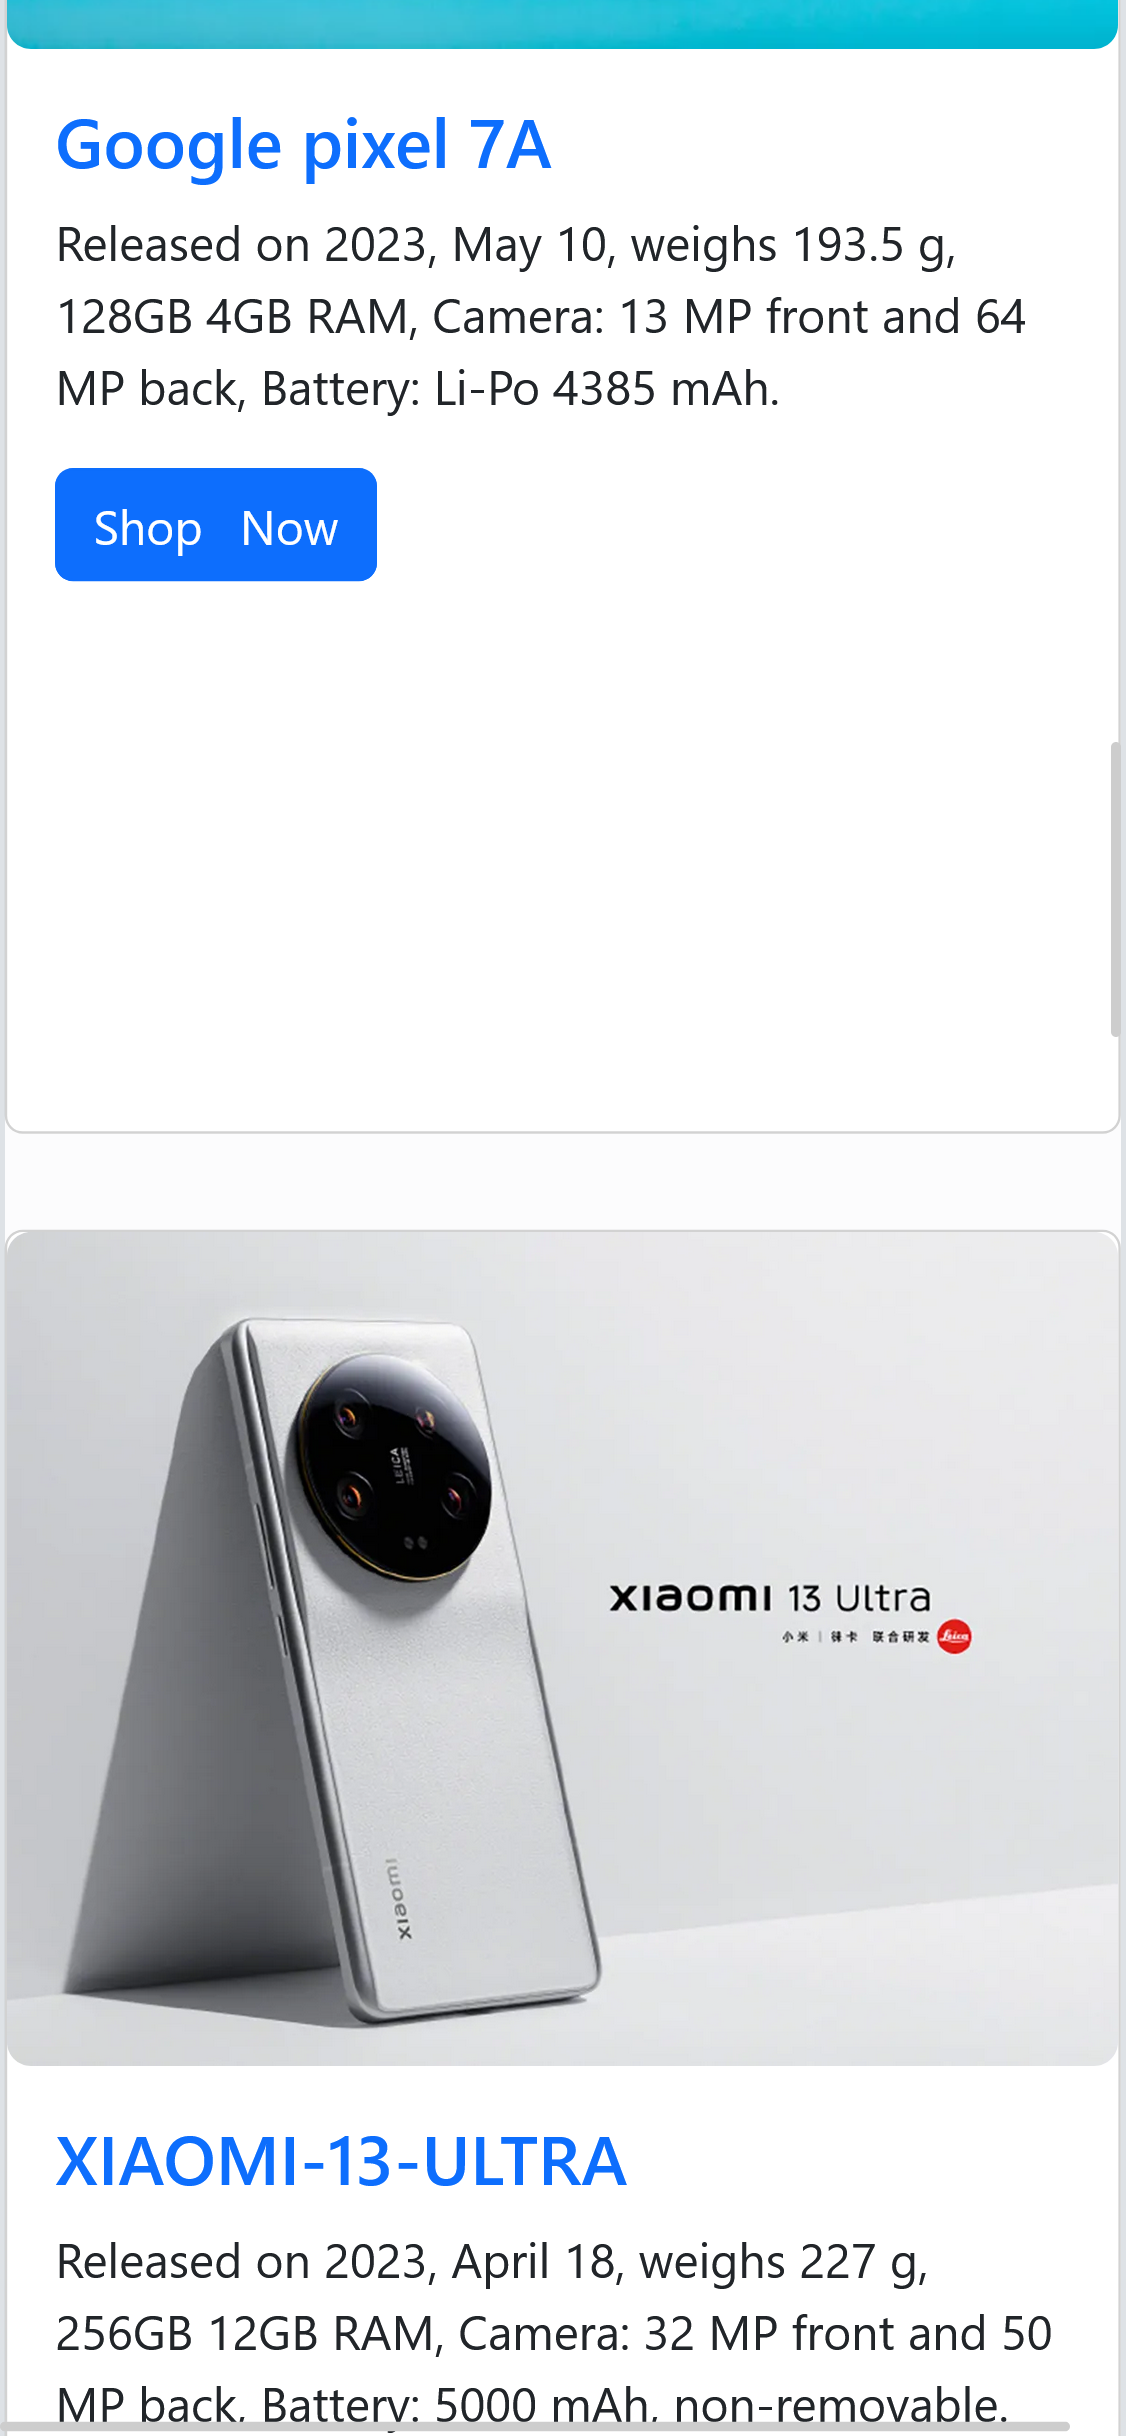 Google pixel 7A
Released on 2023, May 10, weighs 193.5 g,
128GB 4GB RAM, Camera: 13 MP front and 64
MP back, Battery: Li-Po 4385 mAh.
Shop Now
LEICA
xiaomi 13 Ultra
小米 | 徕卡 联合研发 Leica
xiaomi
XIAOMI-13-ULTRA
Released on 2023, April 18, weighs 227 g,
256GB 12GB RAM, Camera: 32 MP front and 50
MP back, Battery: 5000 mAh, non-removable.